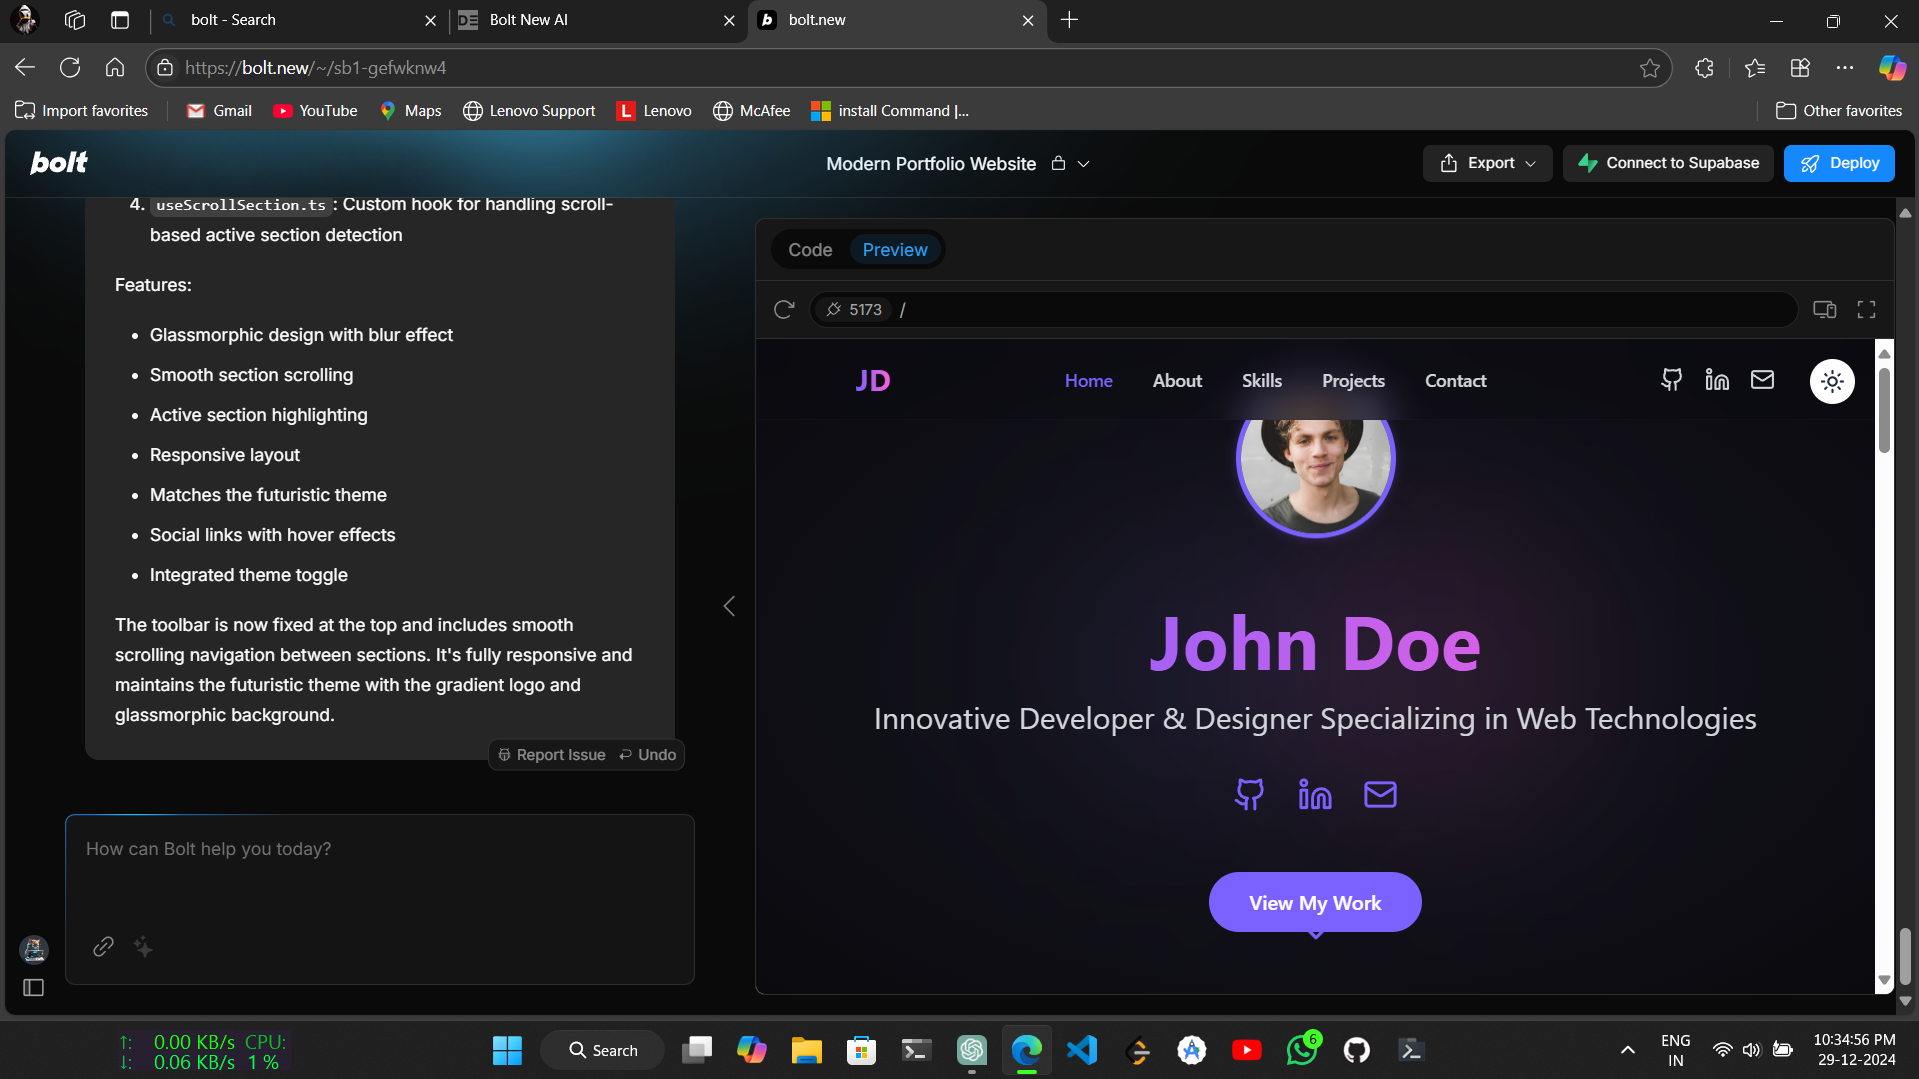 bolt - Search
Bolt New AI
bolt.new
https://bolt.new/~/sb1-gefwknw4
Import favorites
Gmail
YouTube
Maps
Lenovo Support
Lenovo
McAfee
install Command |...
Other favorites
bolt
Modern Portfolio Website
Export
Connect to Supabase
Deploy
4. useScrollSection.ts : Custom hook for handling scroll-
based active section detection
Features:
• Glassmorphic design with blur effect
• Smooth section scrolling
• Active section highlighting
• Responsive layout
• Matches the futuristic theme
• Social links with hover effects
• Integrated theme toggle
The toolbar is now fixed at the top and includes smooth
scrolling navigation between sections. It's fully responsive and
maintains the futuristic theme with the gradient logo and
glassmorphic background.
Report Issue
Undo
How can Bolt help you today?
Code
Preview
5173
/
JD
Home
About
Skills
Projects
Contact
John Doe
Innovative Developer & Designer Specializing in Web Technologies
View My Work
↑: 0.00 KB/s CPU:
↓: 0.06 KB/s 1 %
Search
6
ENG
IN
10:34:56 PM
29-12-2024